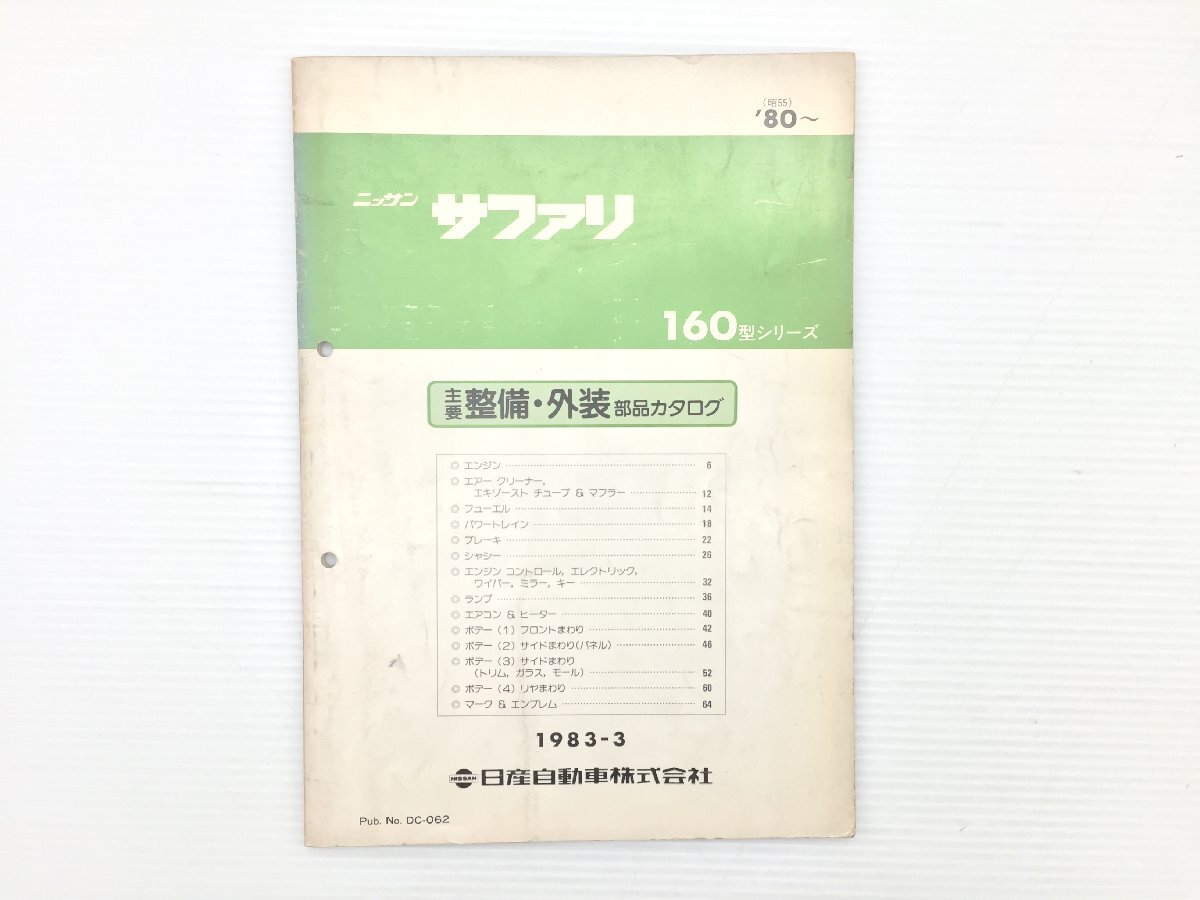 (昭55)
'80～
ニッサン サファリ
160型シリーズ
主要 整備・外装 部品カタログ
◎ エンジン 6
◎ エアー クリーナー,
エキゾースト チューブ & マフラー 12
◎ フューエル 14
◎ パワートレイン 18
◎ ブレーキ 22
◎ シャシー 26
◎ エンジン コントロール, エレクトリック,
ワイパー, ミラー, キー 32
◎ ランプ 36
◎ エアコン & ヒーター 40
◎ ボデー (1) フロントまわり 42
◎ ボデー (2) サイドまわり(パネル) 46
◎ ボデー (3) サイドまわり
(トリム, ガラス, モール) 52
◎ ボデー (4) リヤまわり 60
◎ マーク & エンブレム 64
1983-3
NISSAN 日産自動車株式会社
Pub. No. DC-062